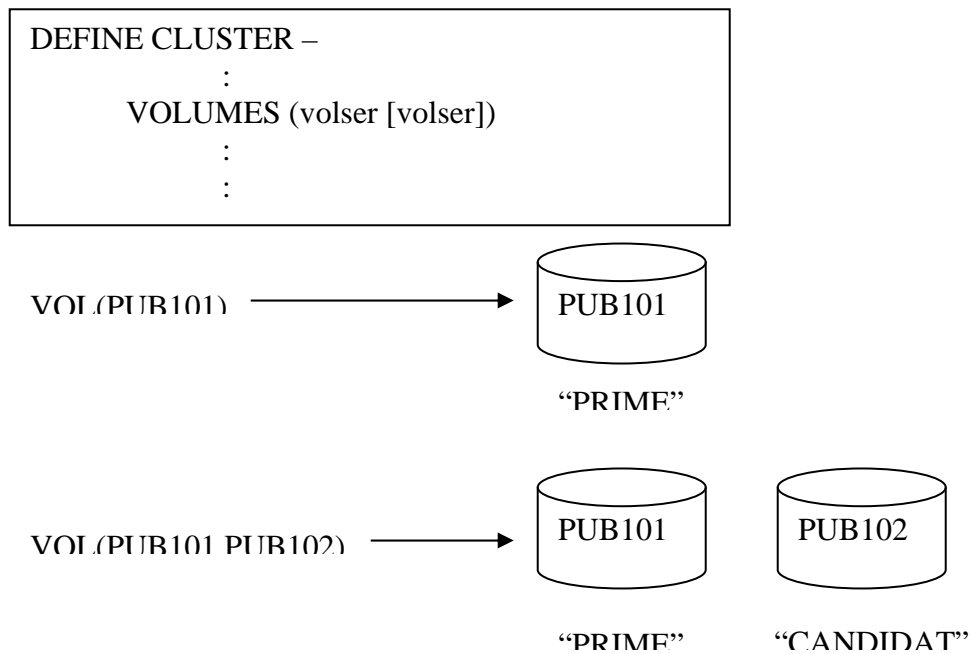 DEFINE CLUSTER –
:
VOLUMES (volser [volser])
:
:
VOL(PUB101)
PUB101
“PRIME”
VOL(PUB101 PUB102)
PUB101
PUB102
“PRIME”
“CANDIDAT”